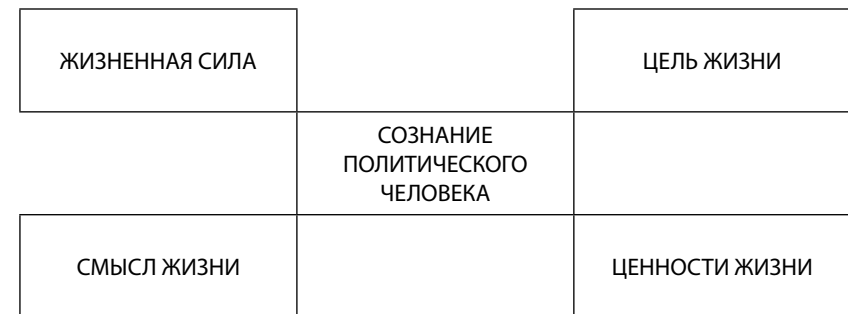 ЖИЗНЕННАЯ СИЛА
ЦЕЛЬ ЖИЗНИ
СОЗНАНИЕ
ПОЛИТИЧЕСКОГО
ЧЕЛОВЕКА
СМЫСЛ ЖИЗНИ
ЦЕННОСТИ ЖИЗНИ